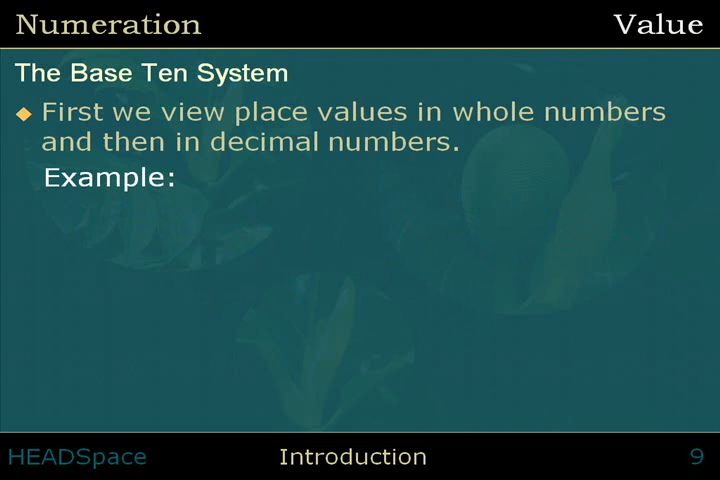 Numeration Value
The Base Ten System
First we view place values in whole numbers
and then in decimal numbers.
Example:
HEADSpace Introduction 9